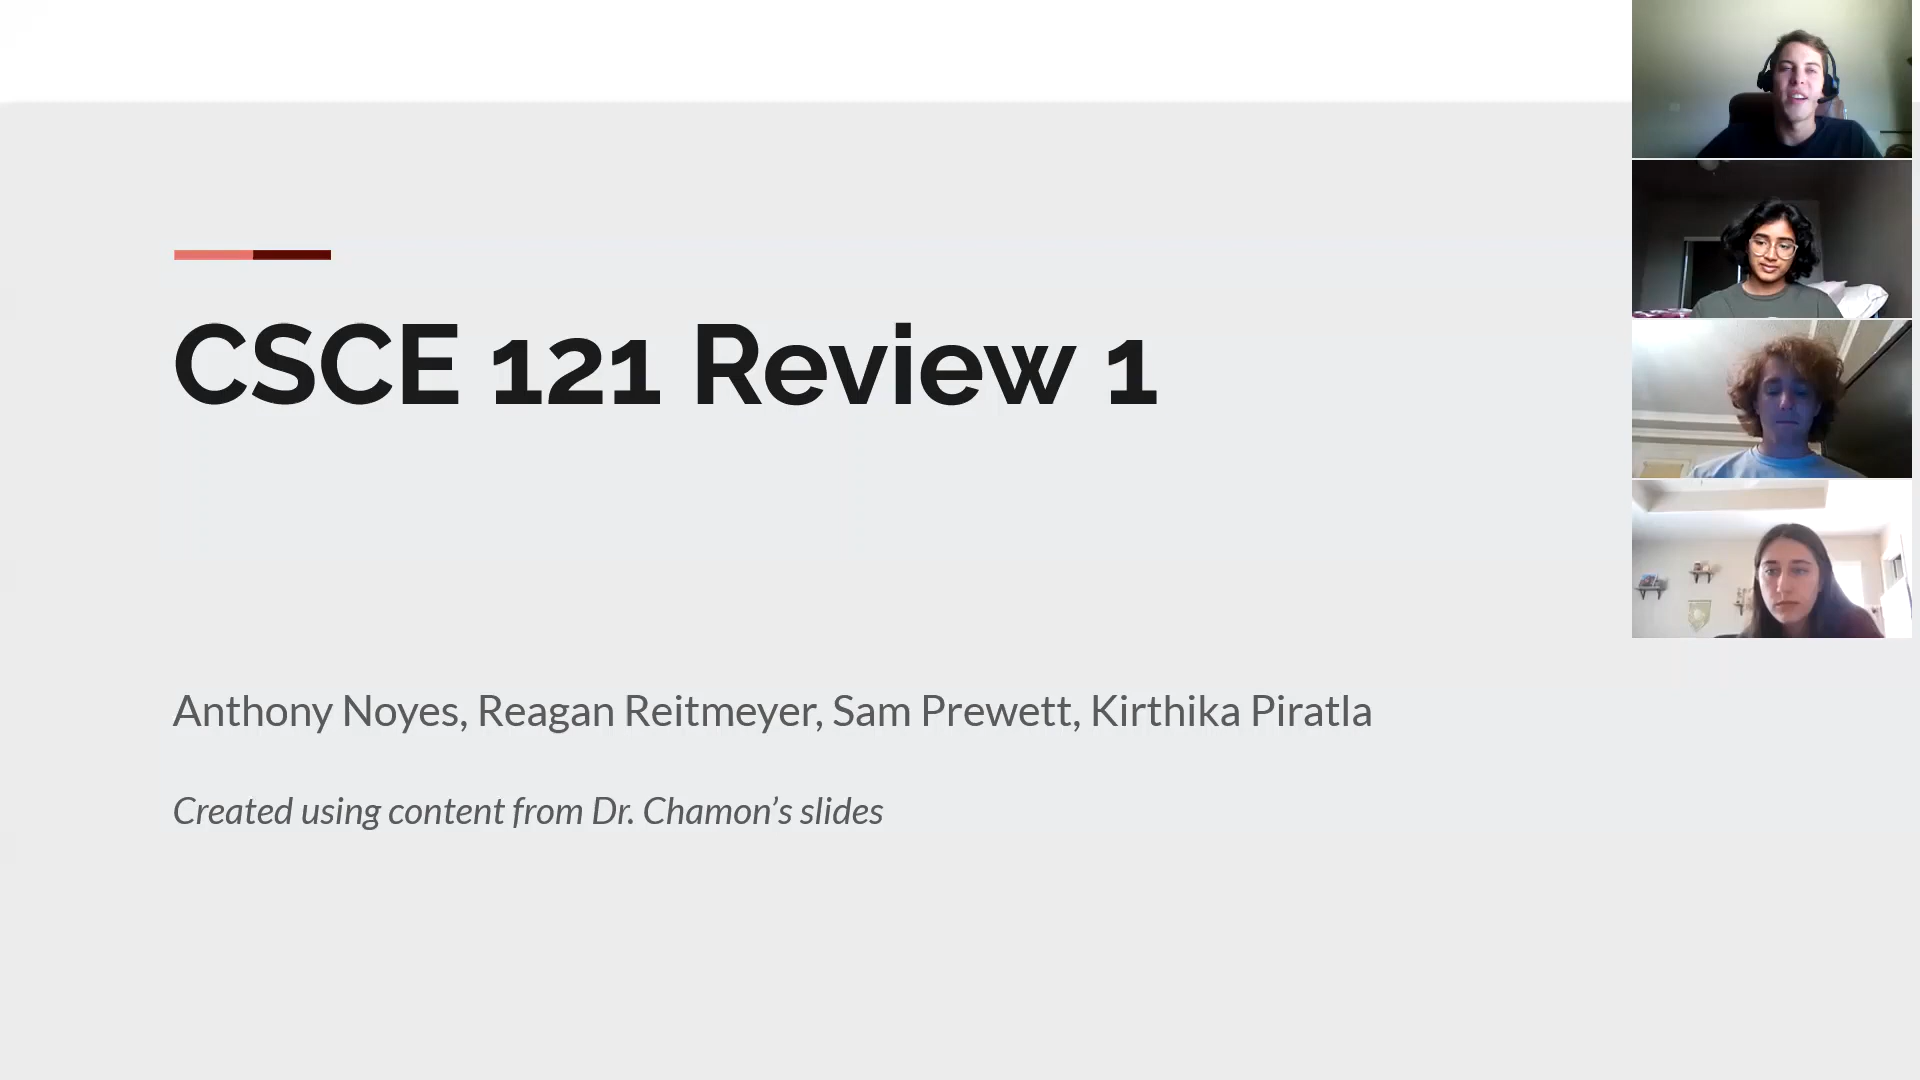 CSCE 121 Review 1
Anthony Noyes, Reagan Reitmeyer, Sam Prewett, Kirthika Piratla
Created using content from Dr. Chamon’s slides